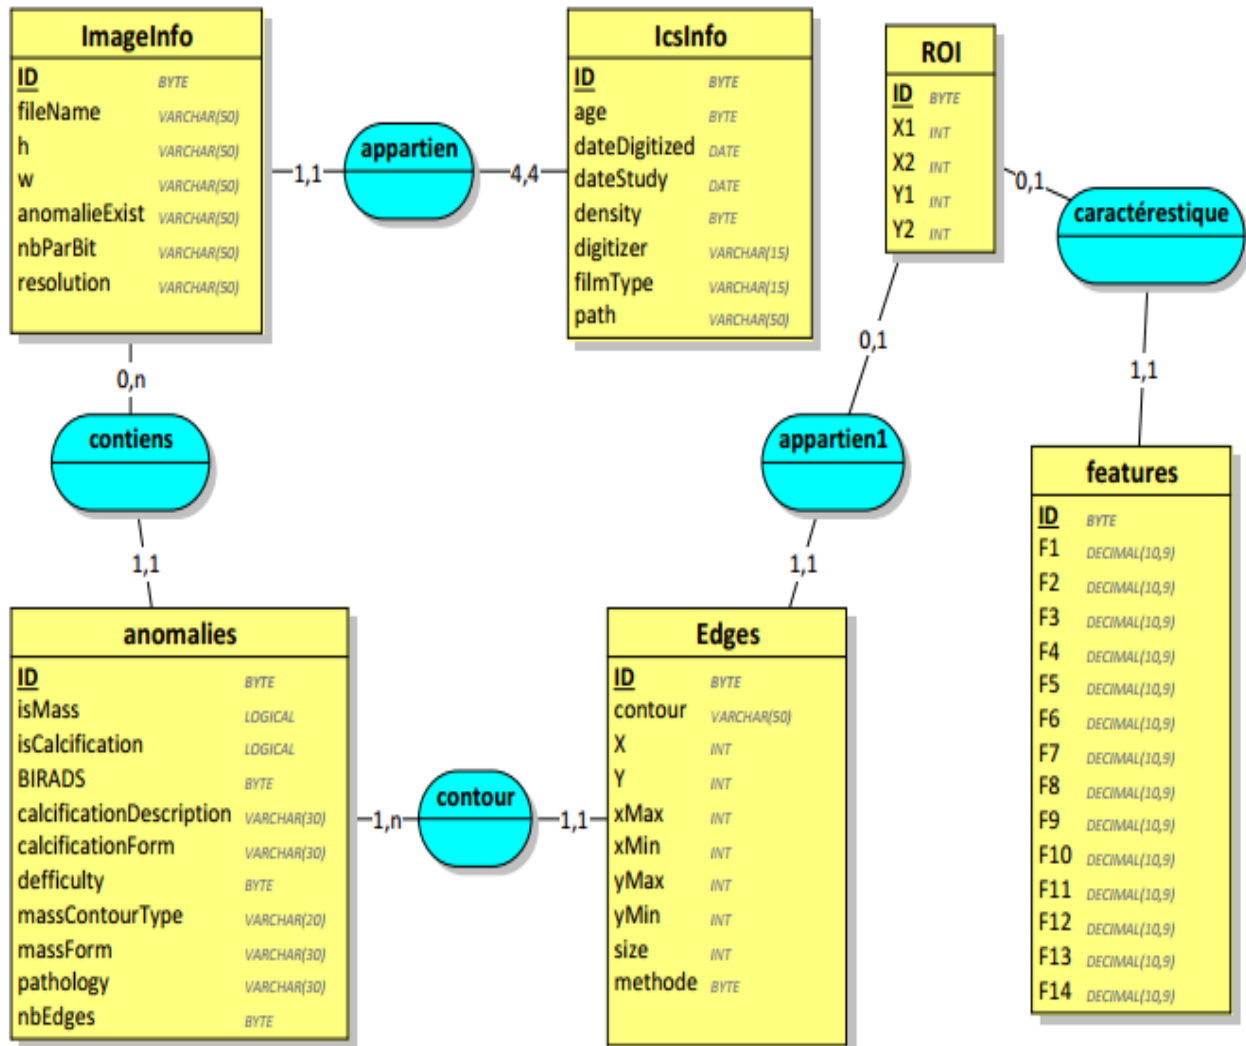 ImageInfo
ID BYTE
fileName VARCHAR(50)
h VARCHAR(50)
w VARCHAR(50)
anomalieExist VARCHAR(50)
nbParBit VARCHAR(50)
resolution VARCHAR(50)
1,1
appartien
4,4
IcsInfo
ID BYTE
age BYTE
dateDigitized DATE
dateStudy DATE
density BYTE
digitizer VARCHAR(15)
filmType VARCHAR(15)
path VARCHAR(50)
ROI
ID BYTE
X1 INT
X2 INT
Y1 INT
Y2 INT
0,1
caractérestique
1,1
0,1
appartien1
1,1
0,n
contiens
1,1
anomalies
ID BYTE
isMass LOGICAL
isCalcification LOGICAL
BIRADS BYTE
calcificationDescription VARCHAR(30)
calcificationForm VARCHAR(30)
defficulty BYTE
massContourType VARCHAR(20)
massForm VARCHAR(30)
pathology VARCHAR(30)
nbEdges BYTE
1,n
contour
1,1
Edges
ID BYTE
contour VARCHAR(50)
X INT
Y INT
xMax INT
xMin INT
yMax INT
yMin INT
size INT
methode BYTE
features
ID BYTE
F1 DECIMAL(10,9)
F2 DECIMAL(10,9)
F3 DECIMAL(10,9)
F4 DECIMAL(10,9)
F5 DECIMAL(10,9)
F6 DECIMAL(10,9)
F7 DECIMAL(10,9)
F8 DECIMAL(10,9)
F9 DECIMAL(10,9)
F10 DECIMAL(10,9)
F11 DECIMAL(10,9)
F12 DECIMAL(10,9)
F13 DECIMAL(10,9)
F14 DECIMAL(10,9)